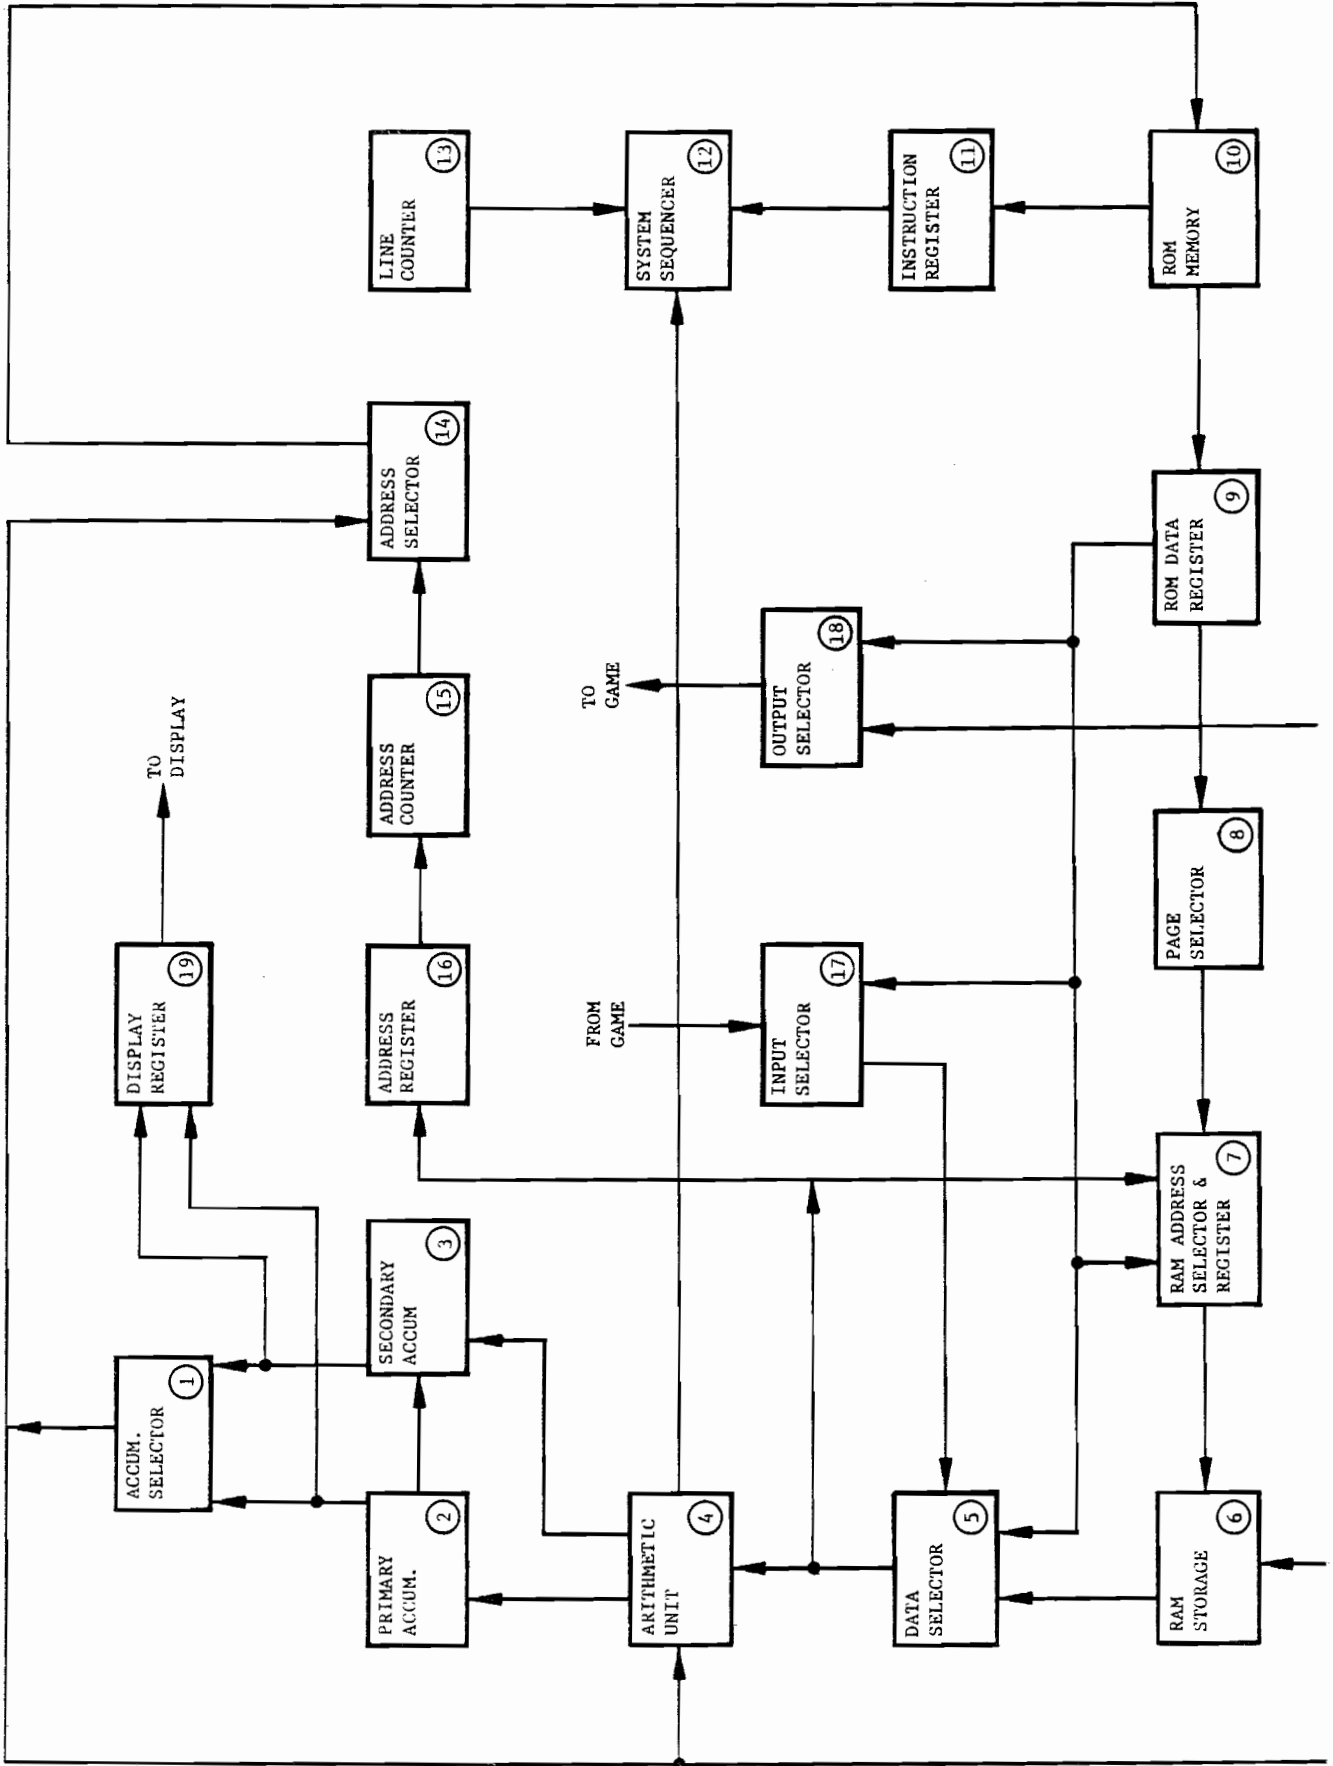 ACCUM.
SELECTOR
1
DISPLAY
REGISTER
19
TO
DISPLAY
PRIMARY
ACCUM.
2
SECONDARY
ACCUM
3
ADDRESS
REGISTER
16
ADDRESS
COUNTER
15
ADDRESS
SELECTOR
14
LINE
COUNTER
13
ARITHMETIC
UNIT
4
FROM
GAME
TO
GAME
SYSTEM
SEQUENCER
12
INPUT
SELECTOR
17
OUTPUT
SELECTOR
18
DATA
SELECTOR
5
INSTRUCTION
REGISTER
11
RAM
STORAGE
6
RAM ADDRESS
SELECTOR &
REGISTER
7
PAGE
SELECTOR
8
ROM DATA
REGISTER
9
ROM
MEMORY
10